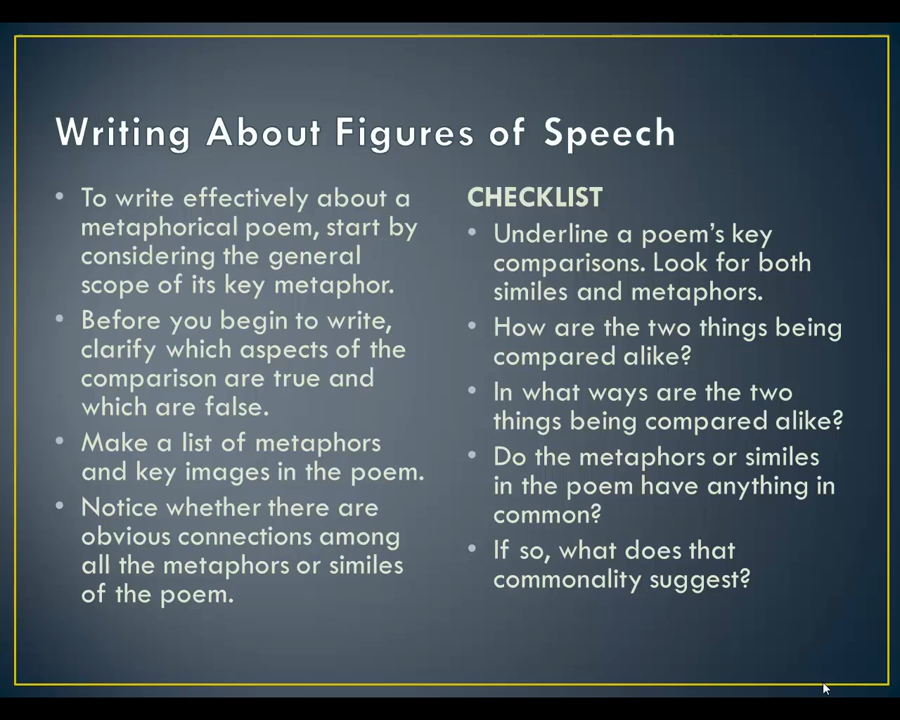 Writing About Figures of Speech
• To write effectively about a
metaphorical poem, start by
considering the general
scope of its key metaphor.
• Before you begin to write,
clarify which aspects of the
comparison are true and
which are false.
• Make a list of metaphors
and key images in the poem.
• Notice whether there are
obvious connections among
all the metaphors or similes
of the poem.
CHECKLIST
• Underline a poem’s key
comparisons. Look for both
similes and metaphors.
• How are the two things being
compared alike?
• In what ways are the two
things being compared alike?
• Do the metaphors or similes
in the poem have anything in
common?
• If so, what does that
commonality suggest?